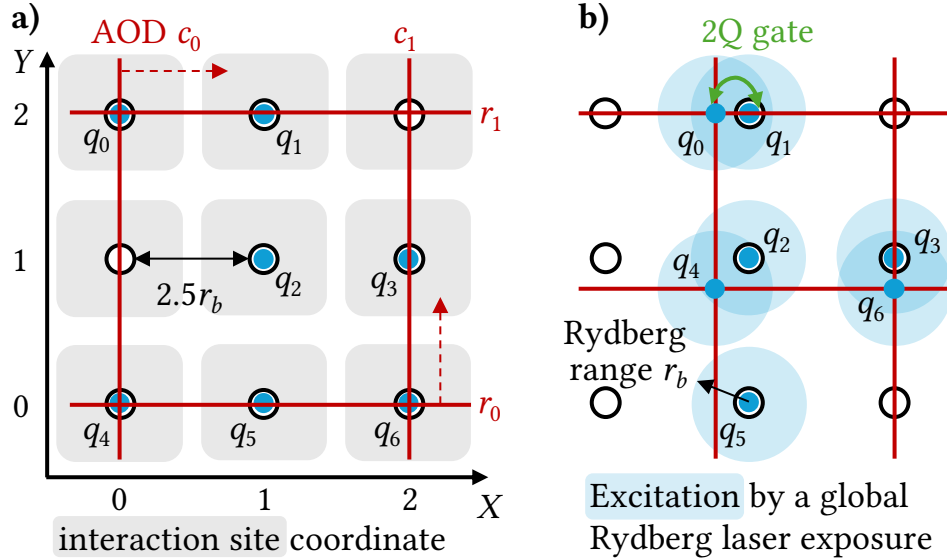 a)
AOD c₀
c₁
Y
2
r₁
q₀
q₁
1
q₂
q₃
2.5r_b
0
r₀
q₄
q₅
q₆
0
1
2
X
interaction site coordinate
b)
2Q gate
q₀
q₁
q₂
q₃
q₄
q₆
Rydberg
range r_b
q₅
Excitation by a global
Rydberg laser exposure